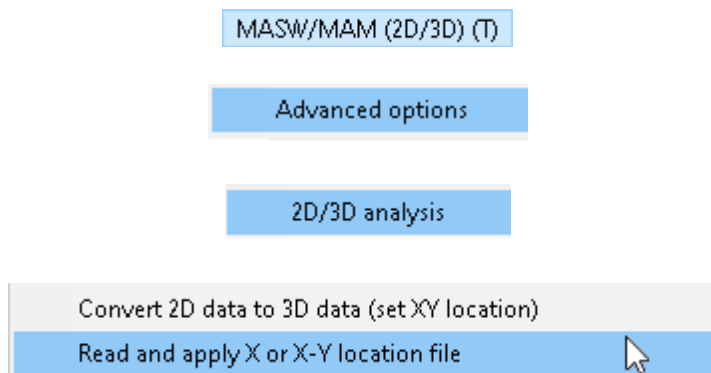 MASW/MAM (2D/3D) (T)
Advanced options
2D/3D analysis
Convert 2D data to 3D data (set XY location)
Read and apply X or X-Y location file